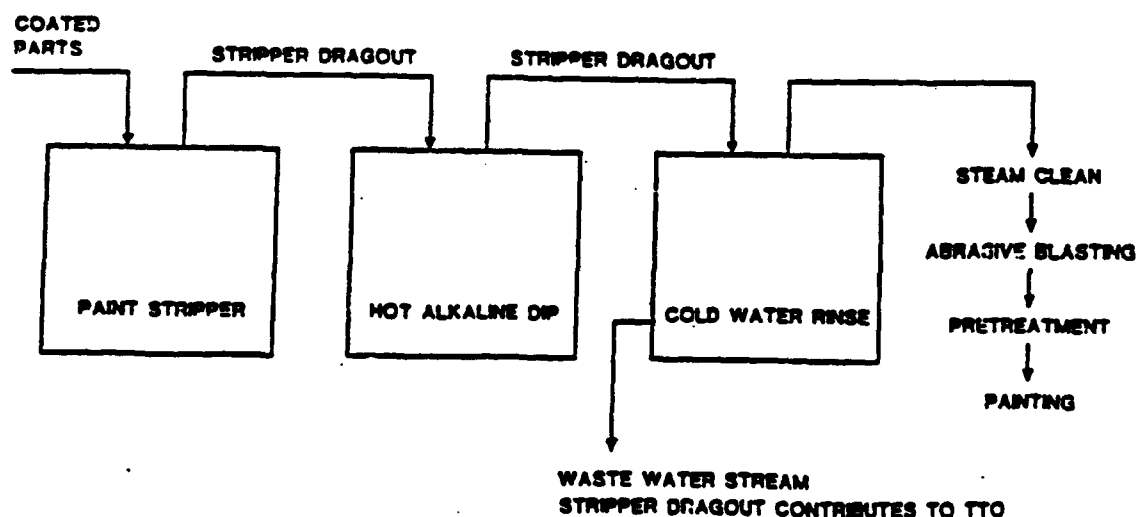 COATED
PARTS
STRIPPER DRAGOUT
STRIPPER DRAGOUT
PAINT STRIPPER
HOT ALKALINE DIP
COLD WATER RINSE
STEAM CLEAN
ABRASIVE BLASTING
PRETREATMENT
PAINTING
WASTE WATER STREAM
STRIPPER DRAGOUT CONTRIBUTES TO TTO